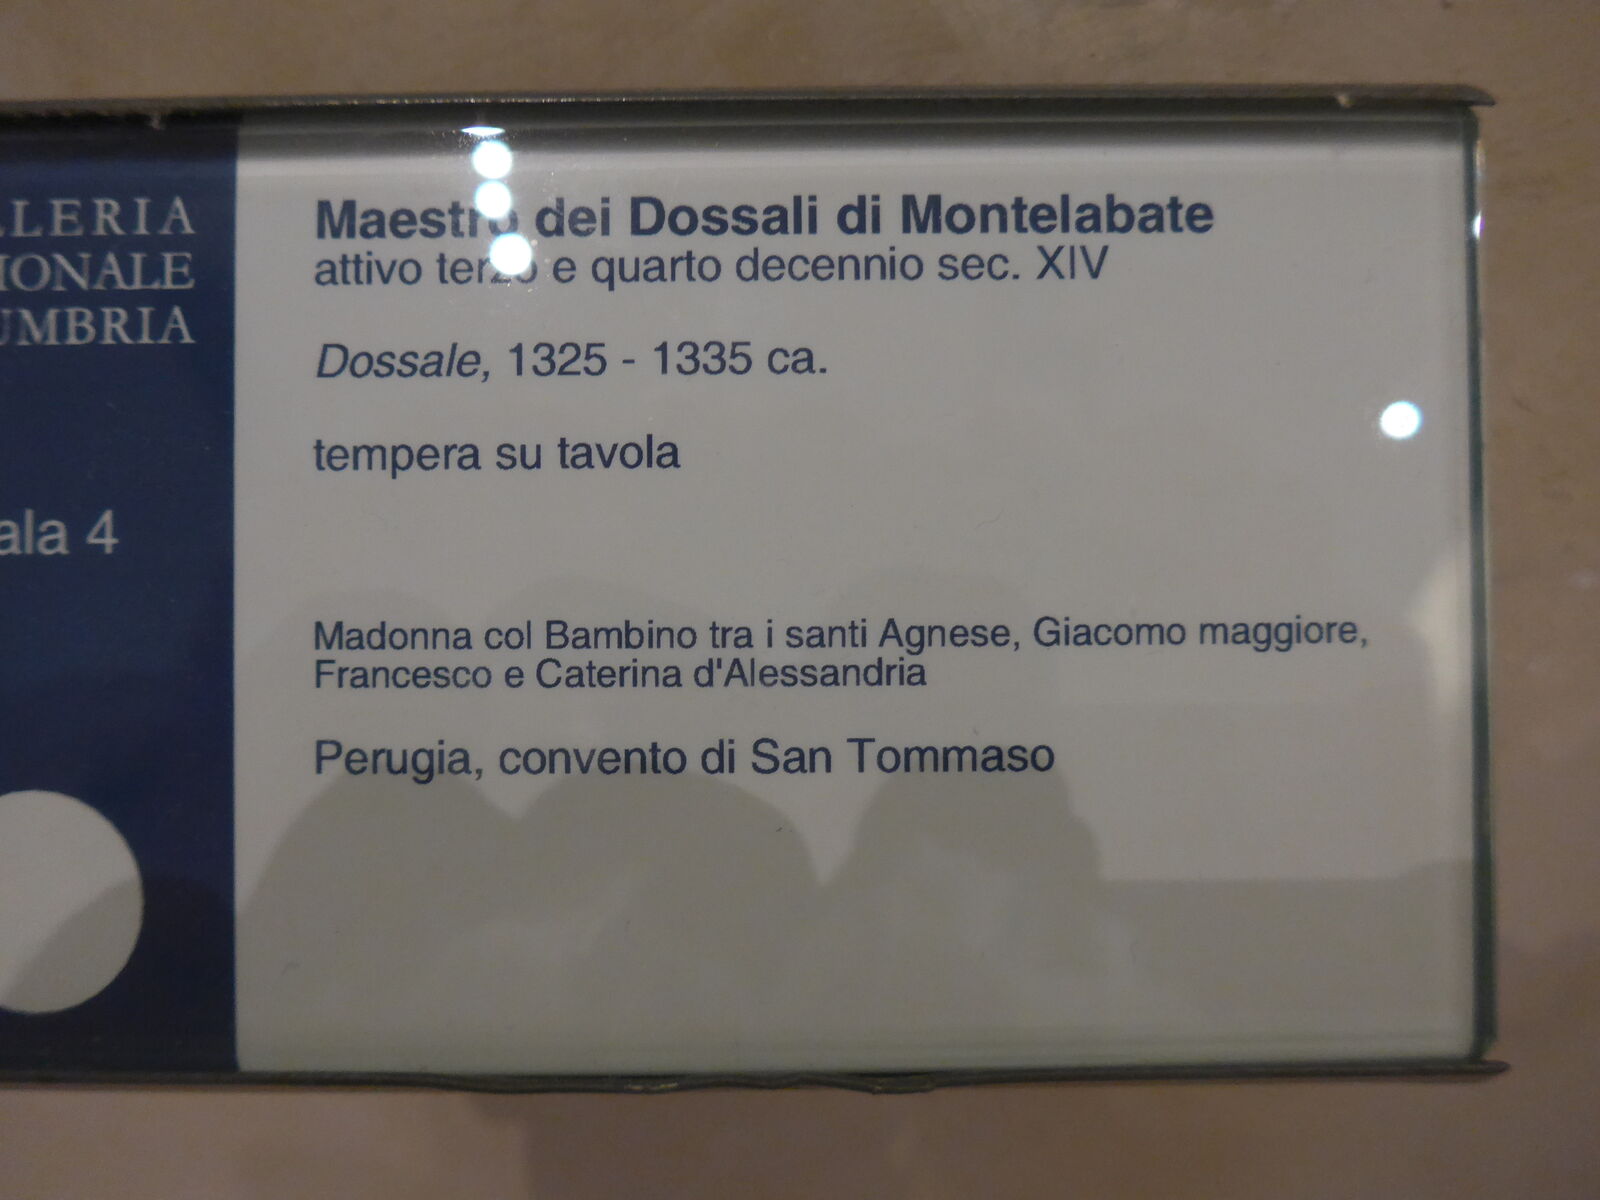 LLERIA
IONALE
UMBRIA
ala 4
Maestro dei Dossali di Montelabate
attivo terzo e quarto decennio sec. XIV
Dossale, 1325 - 1335 ca.
tempera su tavola
Madonna col Bambino tra i santi Agnese, Giacomo maggiore,
Francesco e Caterina d'Alessandria
Perugia, convento di San Tommaso